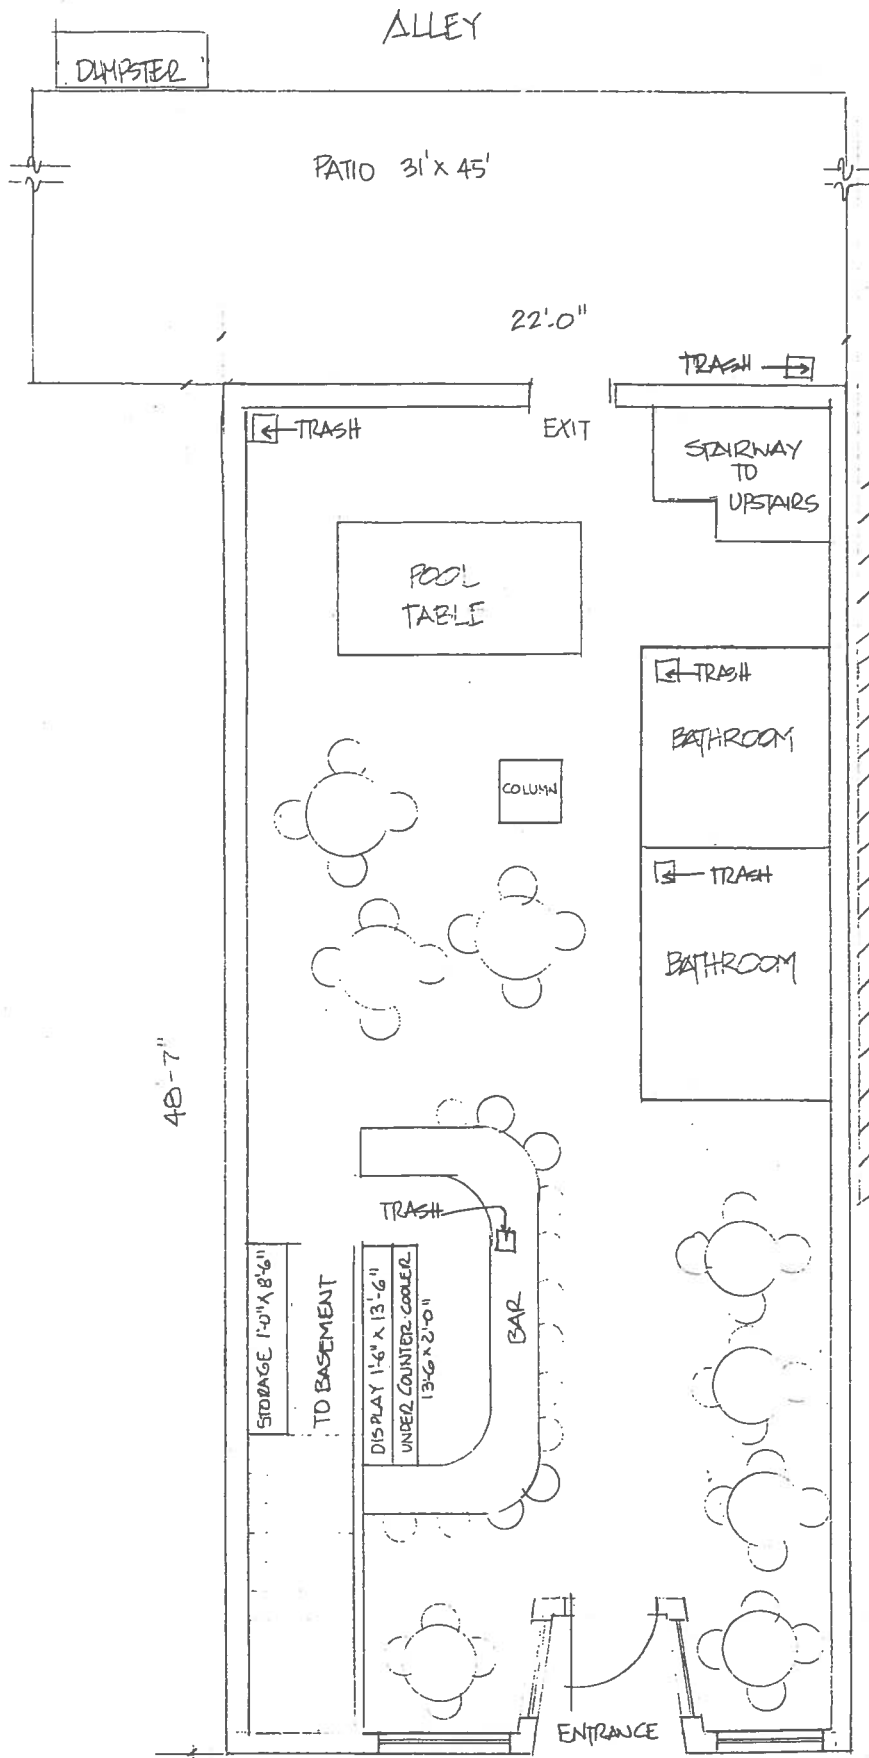 ALLEY
DUMPSTER
PATIO 31' X 45'
22'-0"
TRASH
TRASH
EXIT
STAIRWAY
TO
UPSTAIRS
POOL
TABLE
TRASH
BATHROOM
COLUMN
TRASH
BATHROOM
48'-7"
TRASH
BAR
STORAGE 1'-0" X 8'-6"
TO BASEMENT
DISPLAY 1'-6" X 13'-6"
UNDER COUNTER COOLER
13'-6 X 2'-0"
ENTRANCE